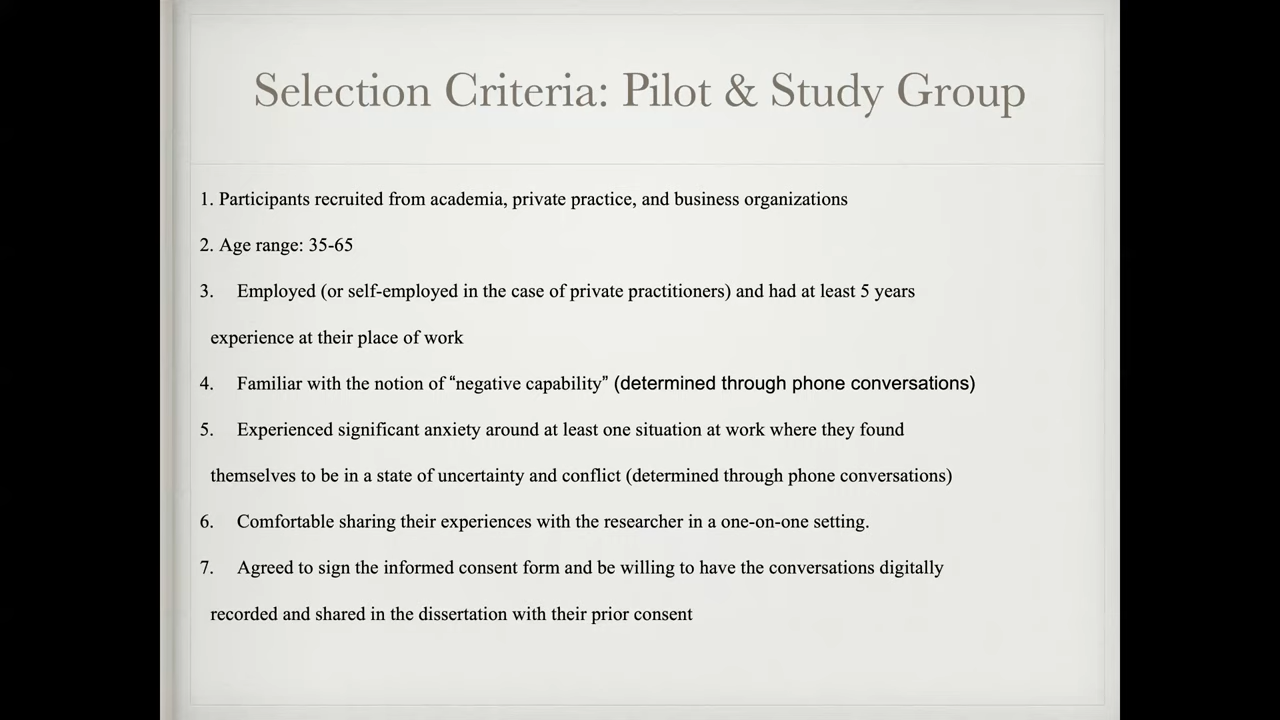 Selection Criteria: Pilot & Study Group
1. Participants recruited from academia, private practice, and business organizations
2. Age range: 35-65
3. Employed (or self-employed in the case of private practitioners) and had at least 5 years
experience at their place of work
4. Familiar with the notion of “negative capability” (determined through phone conversations)
5. Experienced significant anxiety around at least one situation at work where they found
themselves to be in a state of uncertainty and conflict (determined through phone conversations)
6. Comfortable sharing their experiences with the researcher in a one-on-one setting.
7. Agreed to sign the informed consent form and be willing to have the conversations digitally
recorded and shared in the dissertation with their prior consent